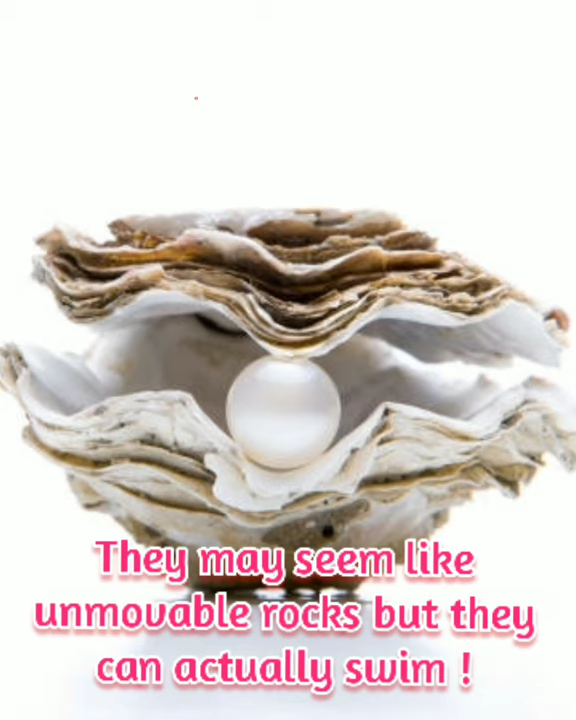 They may seem like
unmovable rocks but they
can actually swim !